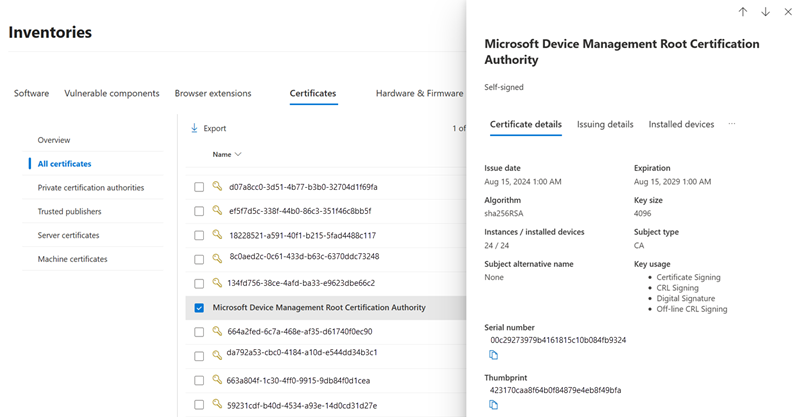 Inventories
Software Vulnerable components Browser extensions Certificates Hardware & Firmware
Overview
All certificates
Private certification authorities
Trusted publishers
Server certificates
Machine certificates
Export 1 of
Name
d07a8cc0-3d51-4b77-b3b0-32704d1f69fa
ef5f7d5c-338f-44b0-86c3-351f46c8bb5f
18228521-a591-40f1-b215-5fad4488c117
8c0aed2c-0c61-433d-b63c-6370ddc73248
134fd756-38ce-4afd-ba33-e9623dbe66c2
Microsoft Device Management Root Certification Authority
664a2fed-6c7a-468e-af35-d61740f0ec90
da792a53-cbc0-4184-a10d-e544dd34b3c1
663a804f-1c30-4ff0-9915-9db84f0d1cea
59231cdf-b40d-4534-a93e-14d0cd31d27e
Microsoft Device Management Root Certification
Authority
Self-signed
Certificate details Issuing details Installed devices ...
Issue date Expiration
Aug 15, 2024 1:00 AM Aug 15, 2029 1:00 AM
Algorithm Key size
sha256RSA 4096
Instances / installed devices Subject type
24 / 24 CA
Subject alternative name Key usage
None
Certificate Signing
CRL Signing
Digital Signature
Off-line CRL Signing
Serial number
00c29273979b4161815c10b084fb9324
Thumbprint
423170caa8f64b0f84879e4eb8f49bfa